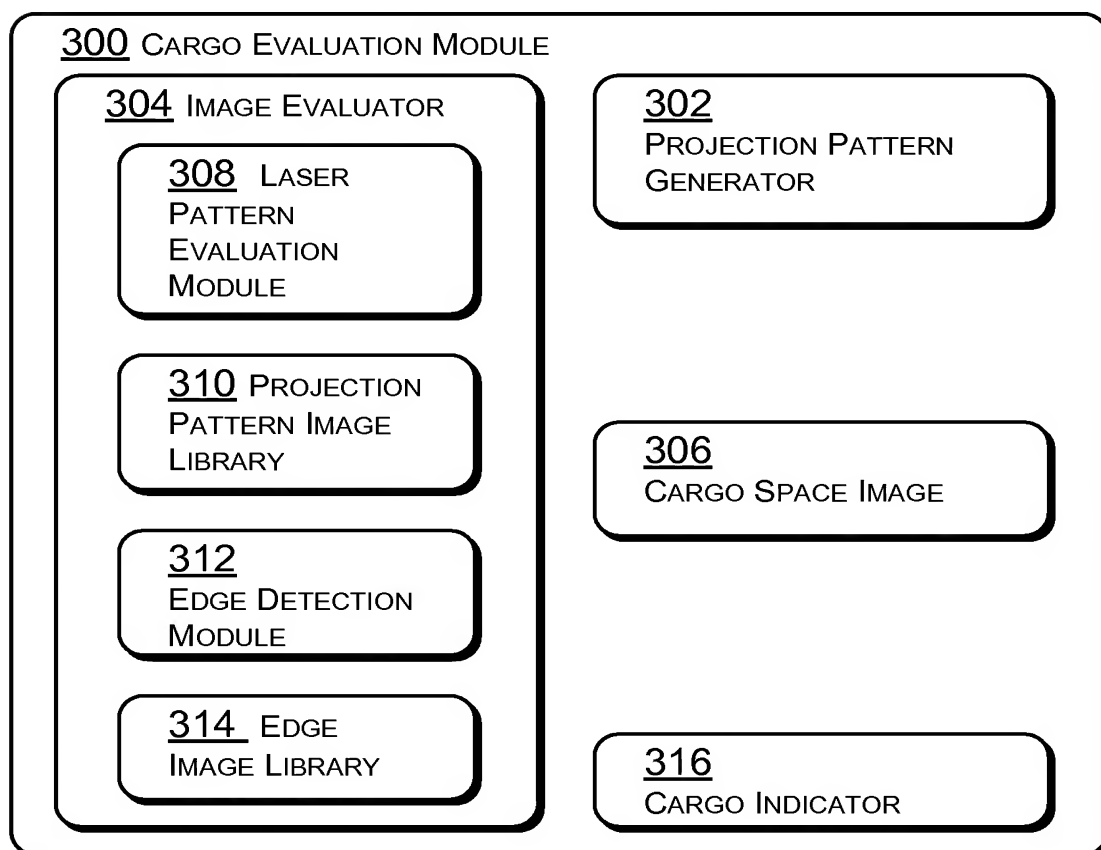 300 CARGO EVALUATION MODULE
304 IMAGE EVALUATOR
308 LASER
PATTERN
EVALUATION
MODULE
310 PROJECTION
PATTERN IMAGE
LIBRARY
312
EDGE DETECTION
MODULE
314 EDGE
IMAGE LIBRARY
302
PROJECTION PATTERN
GENERATOR
306
CARGO SPACE IMAGE
316
CARGO INDICATOR